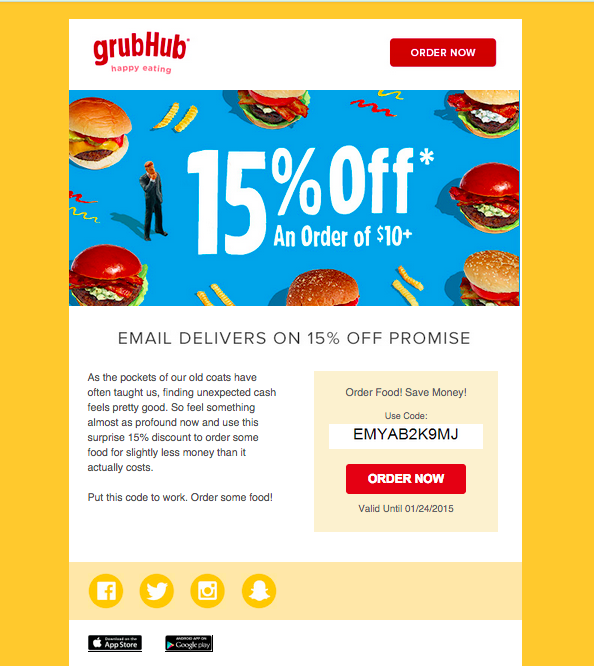 grubHub
happy eating
ORDER NOW
15% Off*
An Order of $10+
EMAIL DELIVERS ON 15% OFF PROMISE
As the pockets of our old coats have
often taught us, finding unexpected cash
feels pretty good. So feel something
almost as profound now and use this
surprise 15% discount to order some
food for slightly less money than it
actually costs.
Put this code to work. Order some food!
Order Food! Save Money!
Use Code:
EMYAB2K9MJ
ORDER NOW
Valid Until 01/24/2015
Download on the
App Store
ANDROID APP ON
Google play